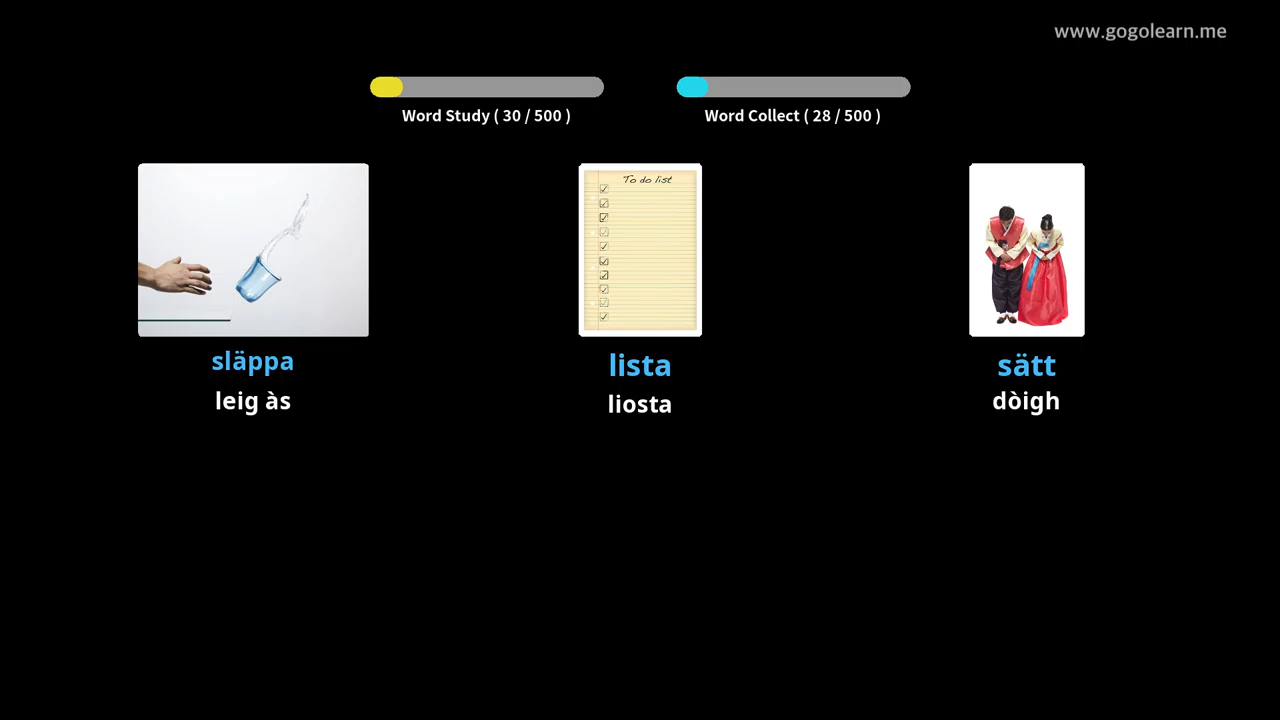 www.gogolearn.me
Word Study ( 30 / 500 )
Word Collect ( 28 / 500 )
To do list
släppa
leig às
lista
liosta
sätt
dòigh